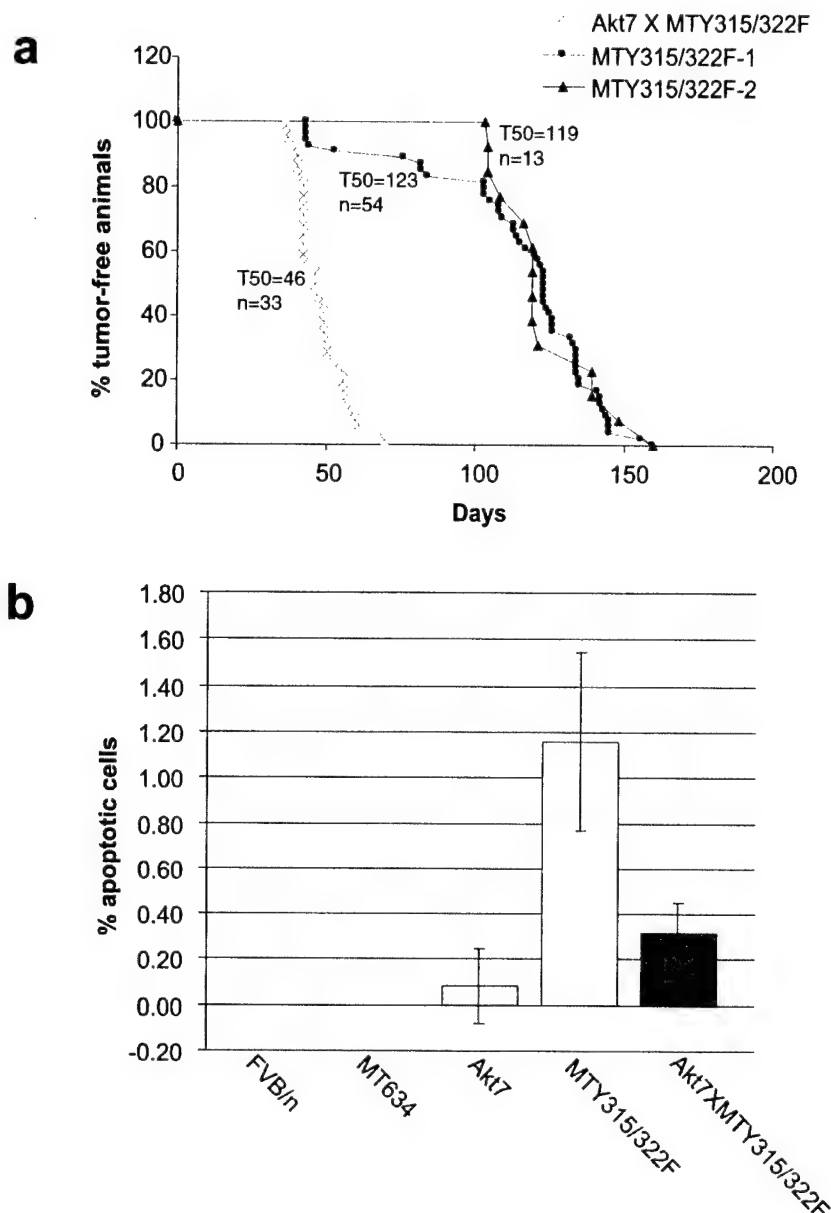 a
Akt7 X MTY315/322F
MTY315/322F-1
MTY315/322F-2
120
100
80
60
40
20
0
% tumor-free animals
T50=119
n=13
T50=123
n=54
T50=46
n=33
0
50
100
150
200
Days
b
1.80
1.60
1.40
1.20
1.00
0.80
0.60
0.40
0.20
0.00
-0.20
% apoptotic cells
FVB/n
MT634
Akt7
MTY315/322F
Akt7XMTY315/322F